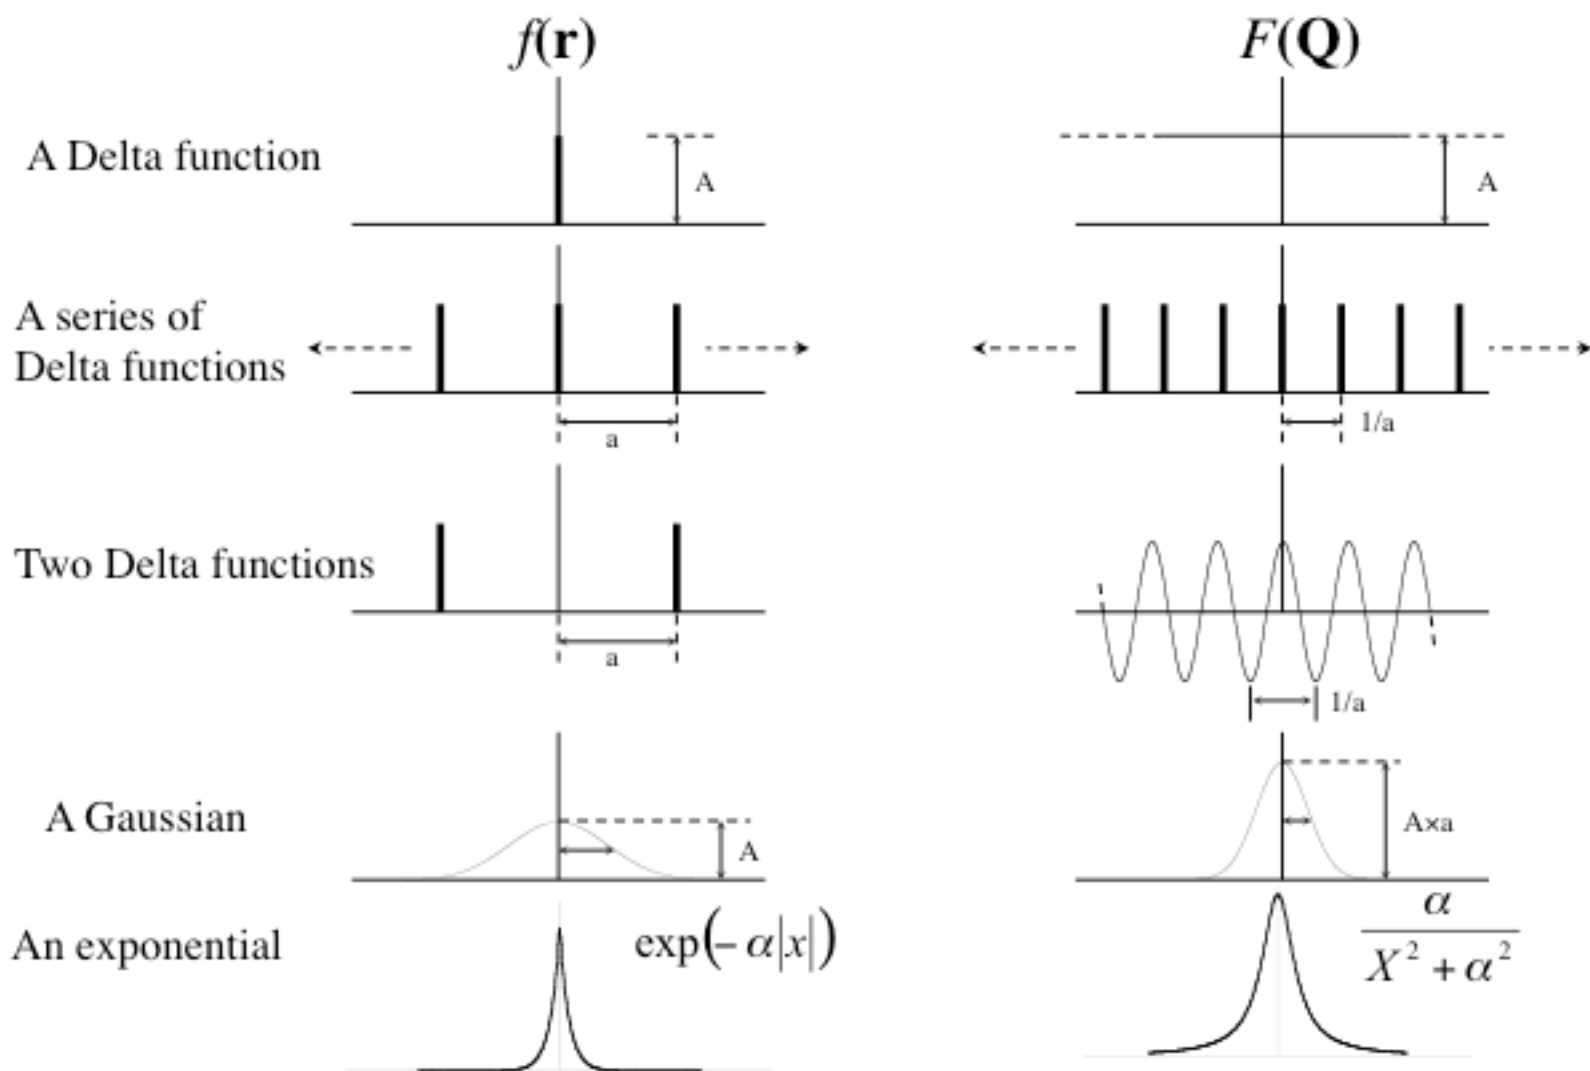 f(r)
F(Q)
A Delta function
A
A
A series of
Delta functions
a
1/a
Two Delta functions
a
1/a
A Gaussian
A
A×a
An exponential
exp(- α|x|)
α
X² + α²